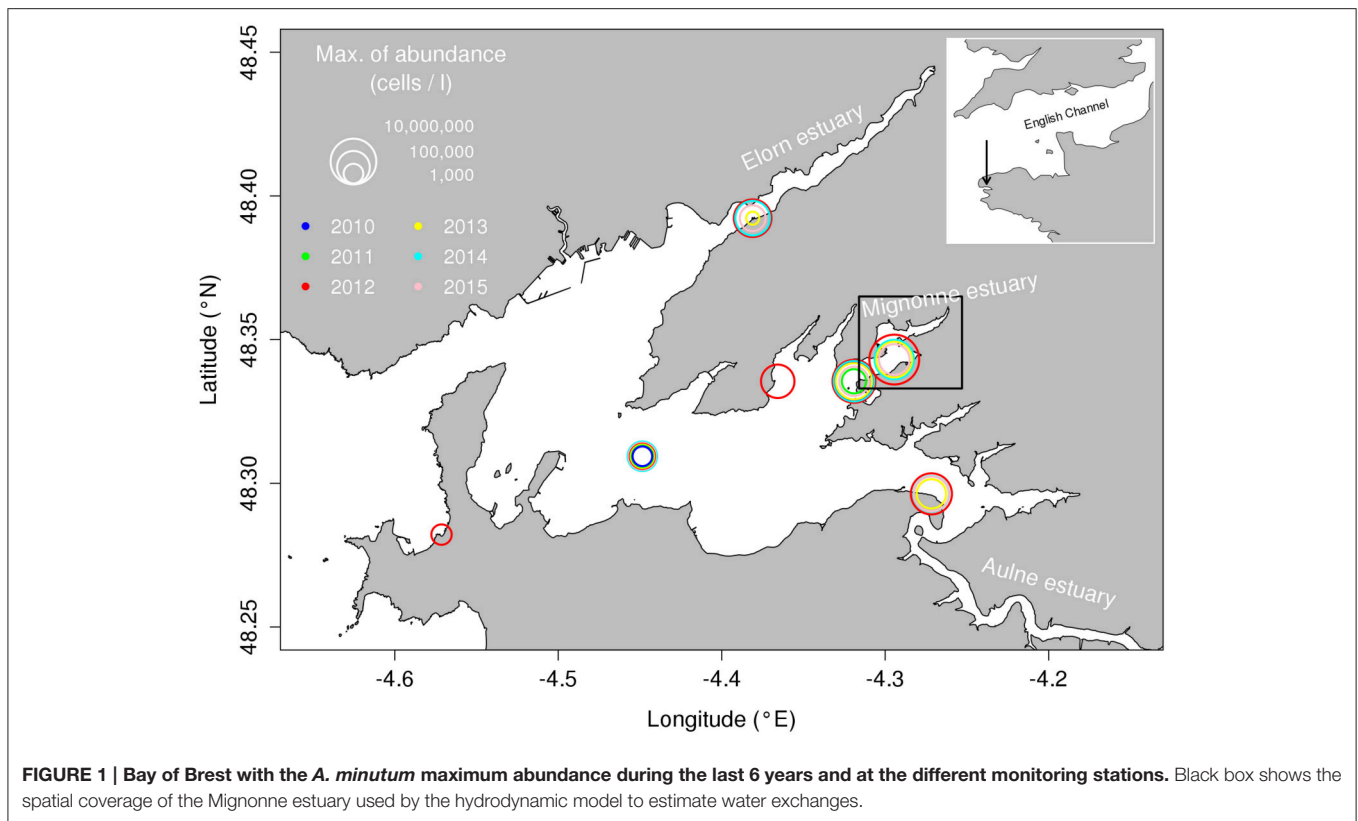 Max. of abundance
(cells / l)
10,000,000
100,000
1,000
2010
2013
2011
2014
2012
2015
Elorn estuary
Mignonne estuary
Aulne estuary
English Channel
48.45
48.40
48.35
48.30
48.25
Latitude (°N)
-4.6
-4.5
-4.4
-4.3
-4.2
Longitude (°E)
FIGURE 1 | Bay of Brest with the A. minutum maximum abundance during the last 6 years and at the different monitoring stations. Black box shows the
spatial coverage of the Mignonne estuary used by the hydrodynamic model to estimate water exchanges.